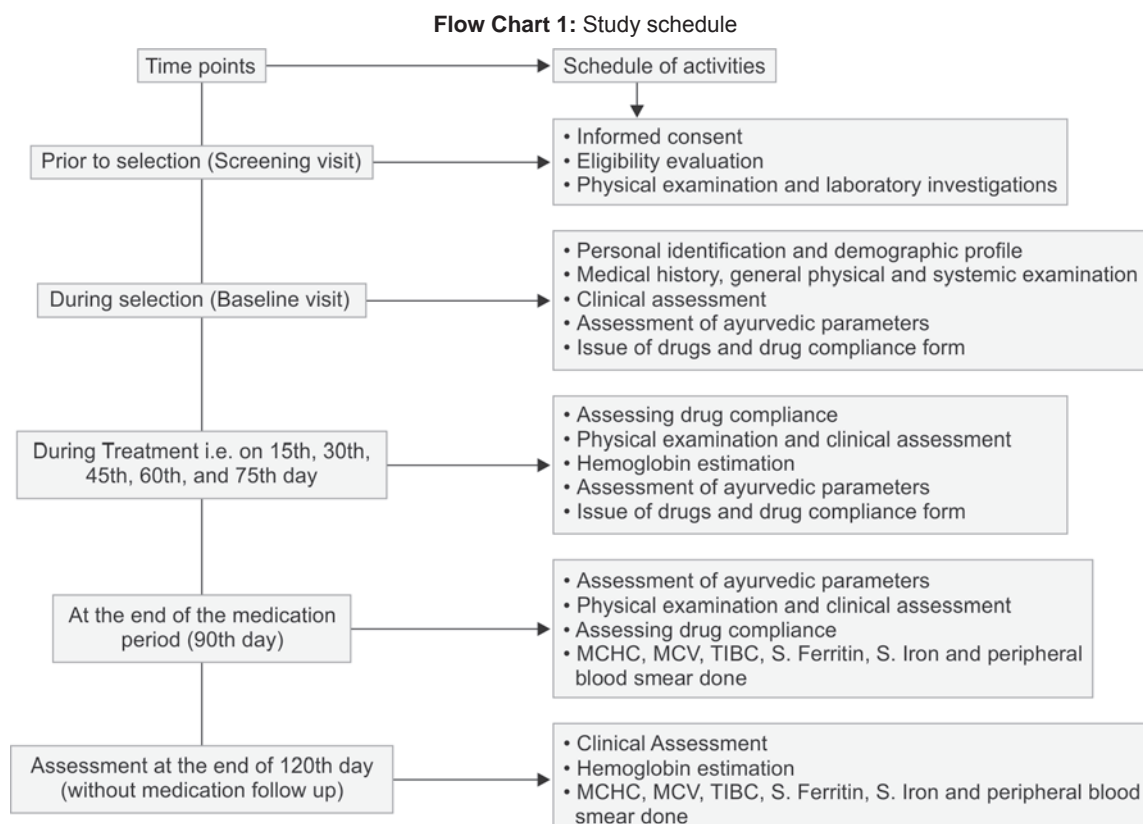 Flow Chart 1: Study schedule
Time points
Schedule of activities
Prior to selection (Screening visit)
• Informed consent
• Eligibility evaluation
• Physical examination and laboratory investigations
During selection (Baseline visit)
• Personal identification and demographic profile
• Medical history, general physical and systemic examination
• Clinical assessment
• Assessment of ayurvedic parameters
• Issue of drugs and drug compliance form
During Treatment i.e. on 15th, 30th,
45th, 60th, and 75th day
• Assessing drug compliance
• Physical examination and clinical assessment
• Hemoglobin estimation
• Assessment of ayurvedic parameters
• Issue of drugs and drug compliance form
At the end of the medication
period (90th day)
• Assessment of ayurvedic parameters
• Physical examination and clinical assessment
• Assessing drug compliance
• MCHC, MCV, TIBC, S. Ferritin, S. Iron and peripheral
blood smear done
Assessment at the end of 120th day
(without medication follow up)
• Clinical Assessment
• Hemoglobin estimation
• MCHC, MCV, TIBC, S. Ferritin, S. Iron and peripheral blood
smear done